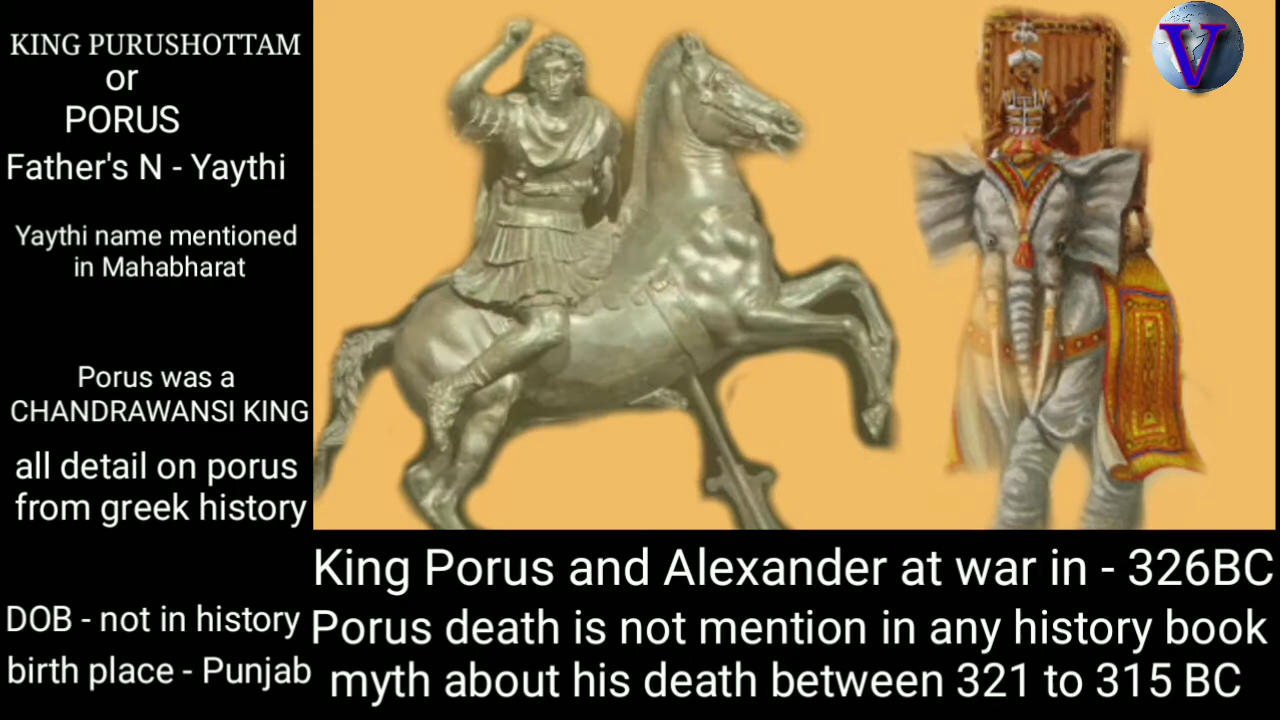 KING PURUSHOTTAM
or
PORUS
Father's N - Yaythi
Yaythi name mentioned
in Mahabharat
Porus was a
CHANDRAWANSI KING
all detail on porus
from greek history
DOB - not in history
birth place - Punjab
V
King Porus and Alexander at war in - 326BC
Porus death is not mention in any history book
myth about his death between 321 to 315 BC